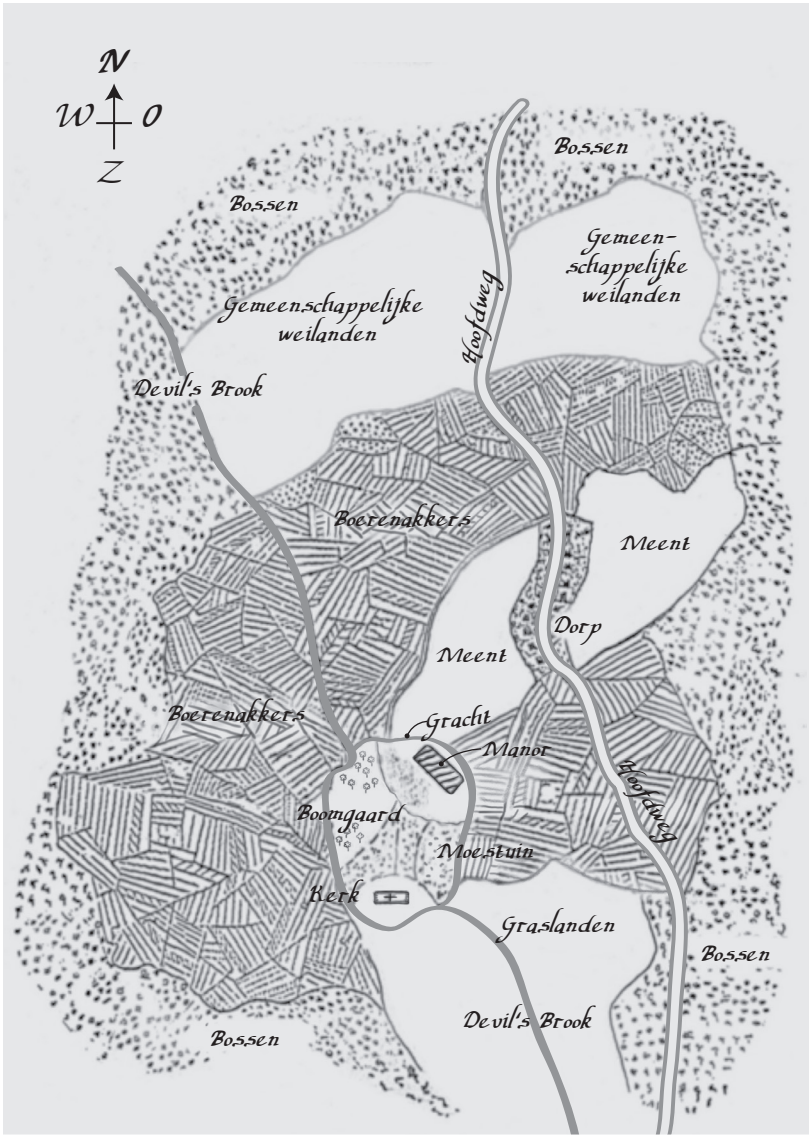 N
W O
Z
Bossen
Bossen
Gemeen-
schappelijke
weilanden
Gemeenschappelijke
weilanden
Hoofdweg
Devil's Brook
Boerenakkers
Meent
Dorp
Meent
Boerenakkers
Gracht
Manor
Hoofdweg
Boomgaard
Moestuin
Kerk
Graslanden
Bossen
Devil's Brook
Bossen